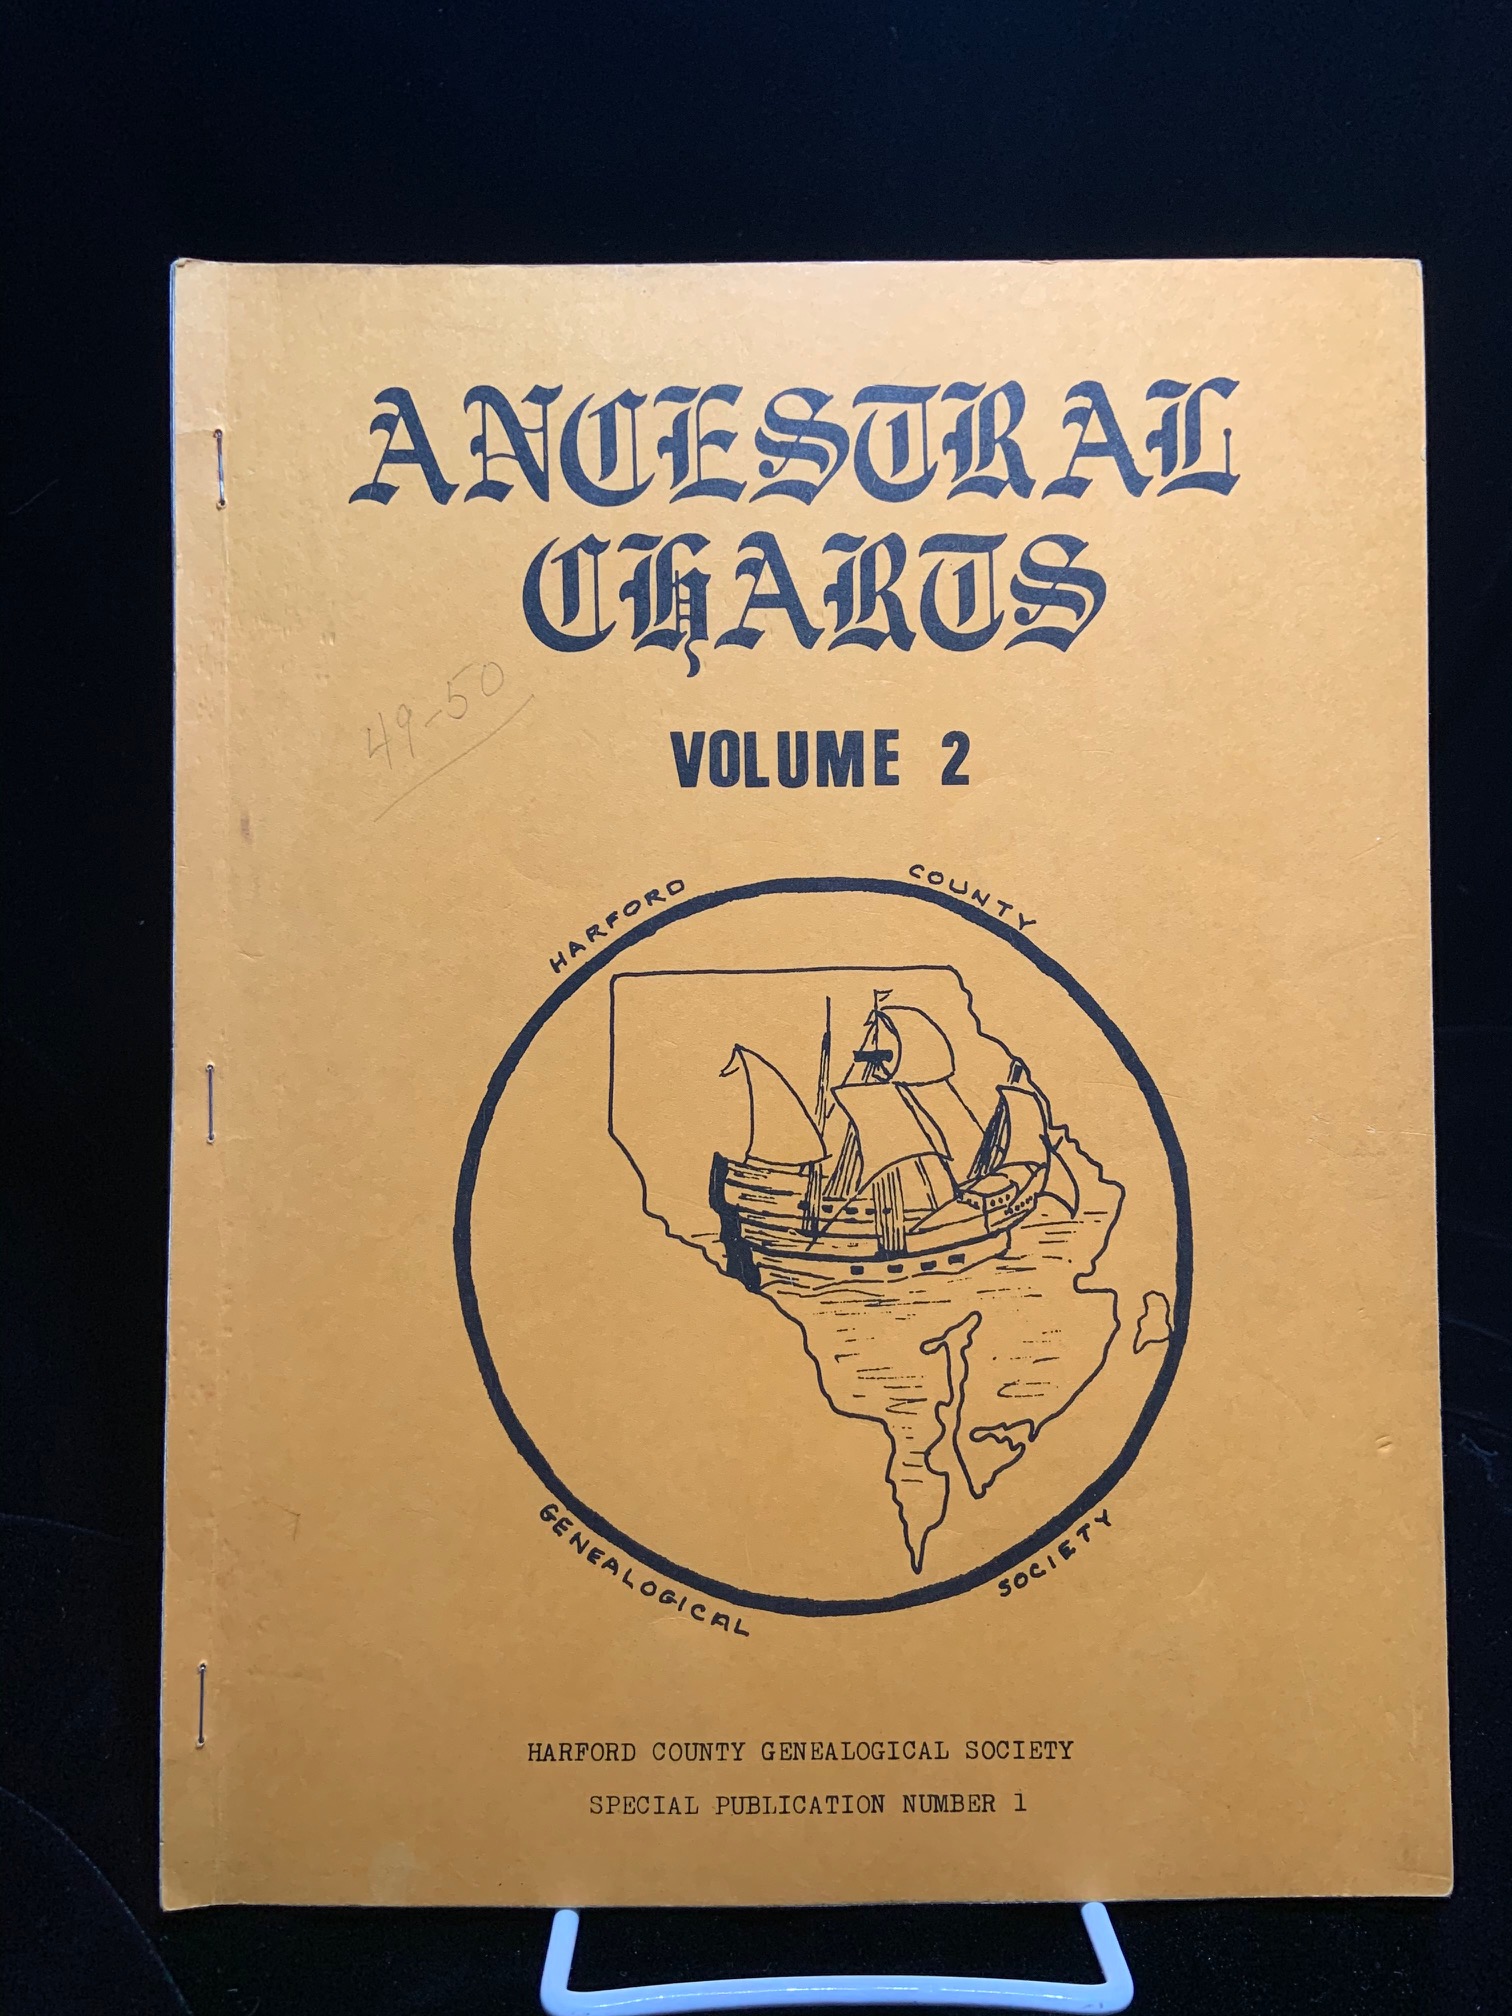 ANCESTRAL
CHARTS
49-50
VOLUME 2
HARFORD COUNTY
GENEALOGICAL SOCIETY
HARFORD COUNTY GENEALOGICAL SOCIETY
SPECIAL PUBLICATION NUMBER 1